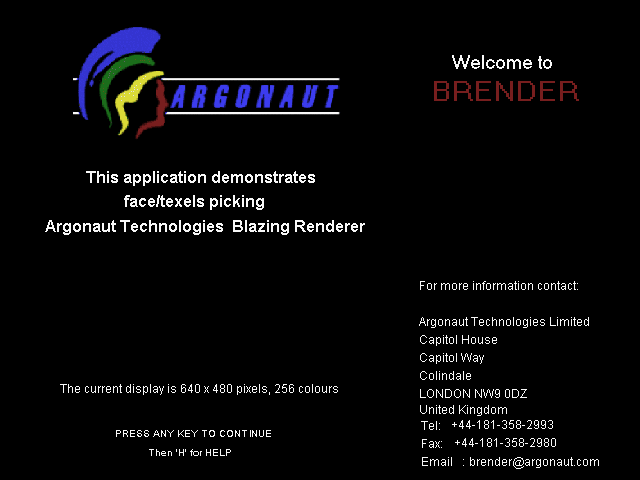 ARGONAUT
Welcome to
BRENDER
This application demonstrates
face/texels picking
Argonaut Technologies  Blazing Renderer
For more information contact:
Argonaut Technologies Limited
Capitol House
Capitol Way
Colindale
LONDON NW9 0DZ
United Kingdom
Tel:   +44-181-358-2993
Fax:   +44-181-358-2980
Email   : brender@argonaut.com
The current display is 640 x 480 pixels, 256 colours
PRESS ANY KEY TO CONTINUE
Then 'H' for HELP